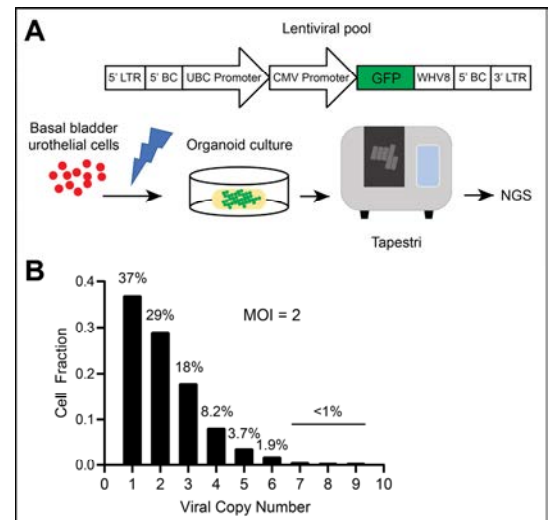 A
Lentiviral pool
5' LTR 5' BC UBC Promoter CMV Promoter GFP WHV8 5' BC 3' LTR
Basal bladder
urothelial cells
Organoid culture
NGS
Tapestri
B
MOI = 2
Cell Fraction
0.4
0.3
0.2
0.1
0.0
37%
29%
18%
8.2%
3.7%
1.9%
<1%
0 1 2 3 4 5 6 7 8 9 10
Viral Copy Number